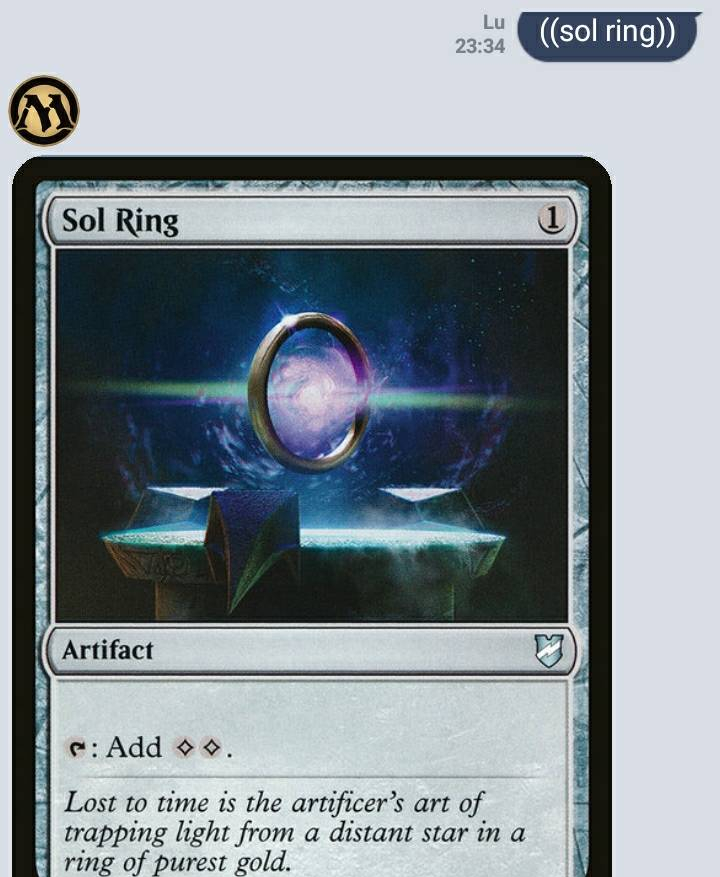 Lu
23:34
((sol ring))
M
Sol Ring 1
Artifact
: Add .
Lost to time is the artificer's art of
trapping light from a distant star in a
ring of purest gold.